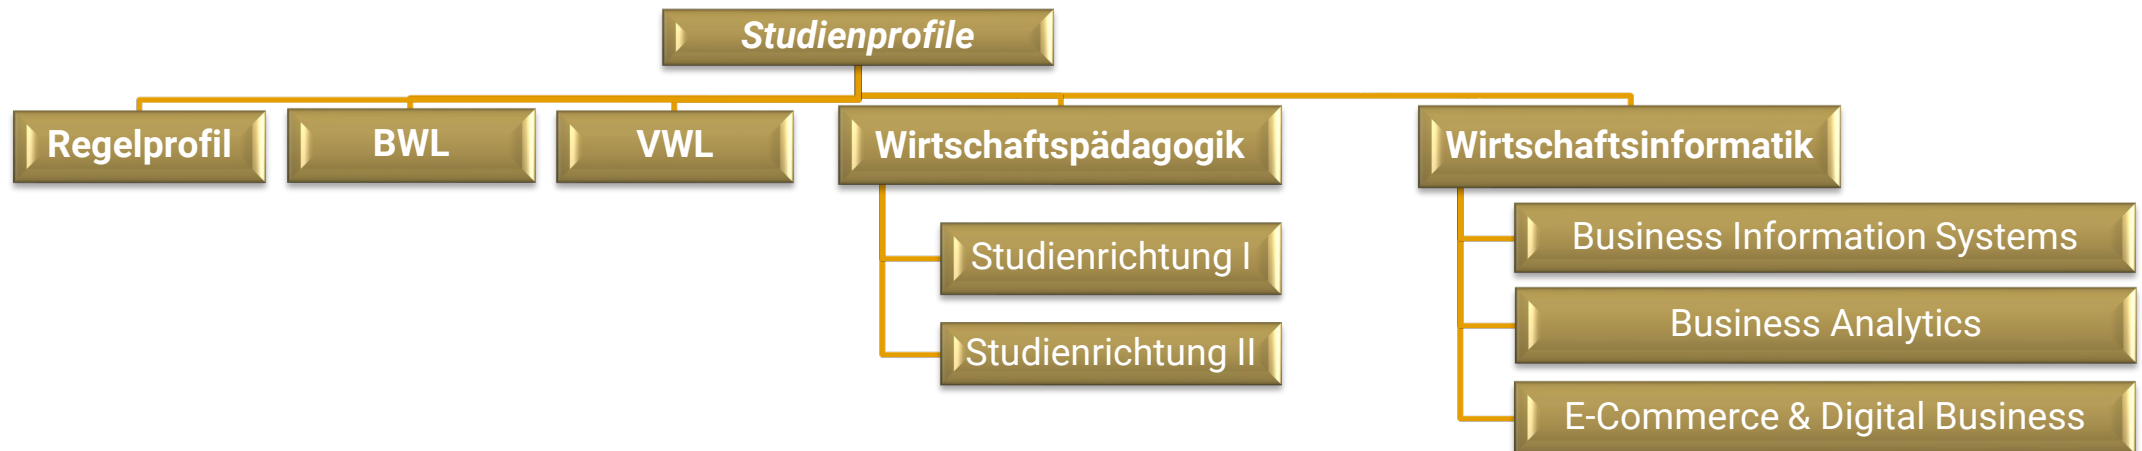 Studienprofile
Regelprofil
BWL
VWL
Wirtschaftspädagogik
Wirtschaftsinformatik
Studienrichtung I
Studienrichtung II
Business Information Systems
Business Analytics
E-Commerce & Digital Business